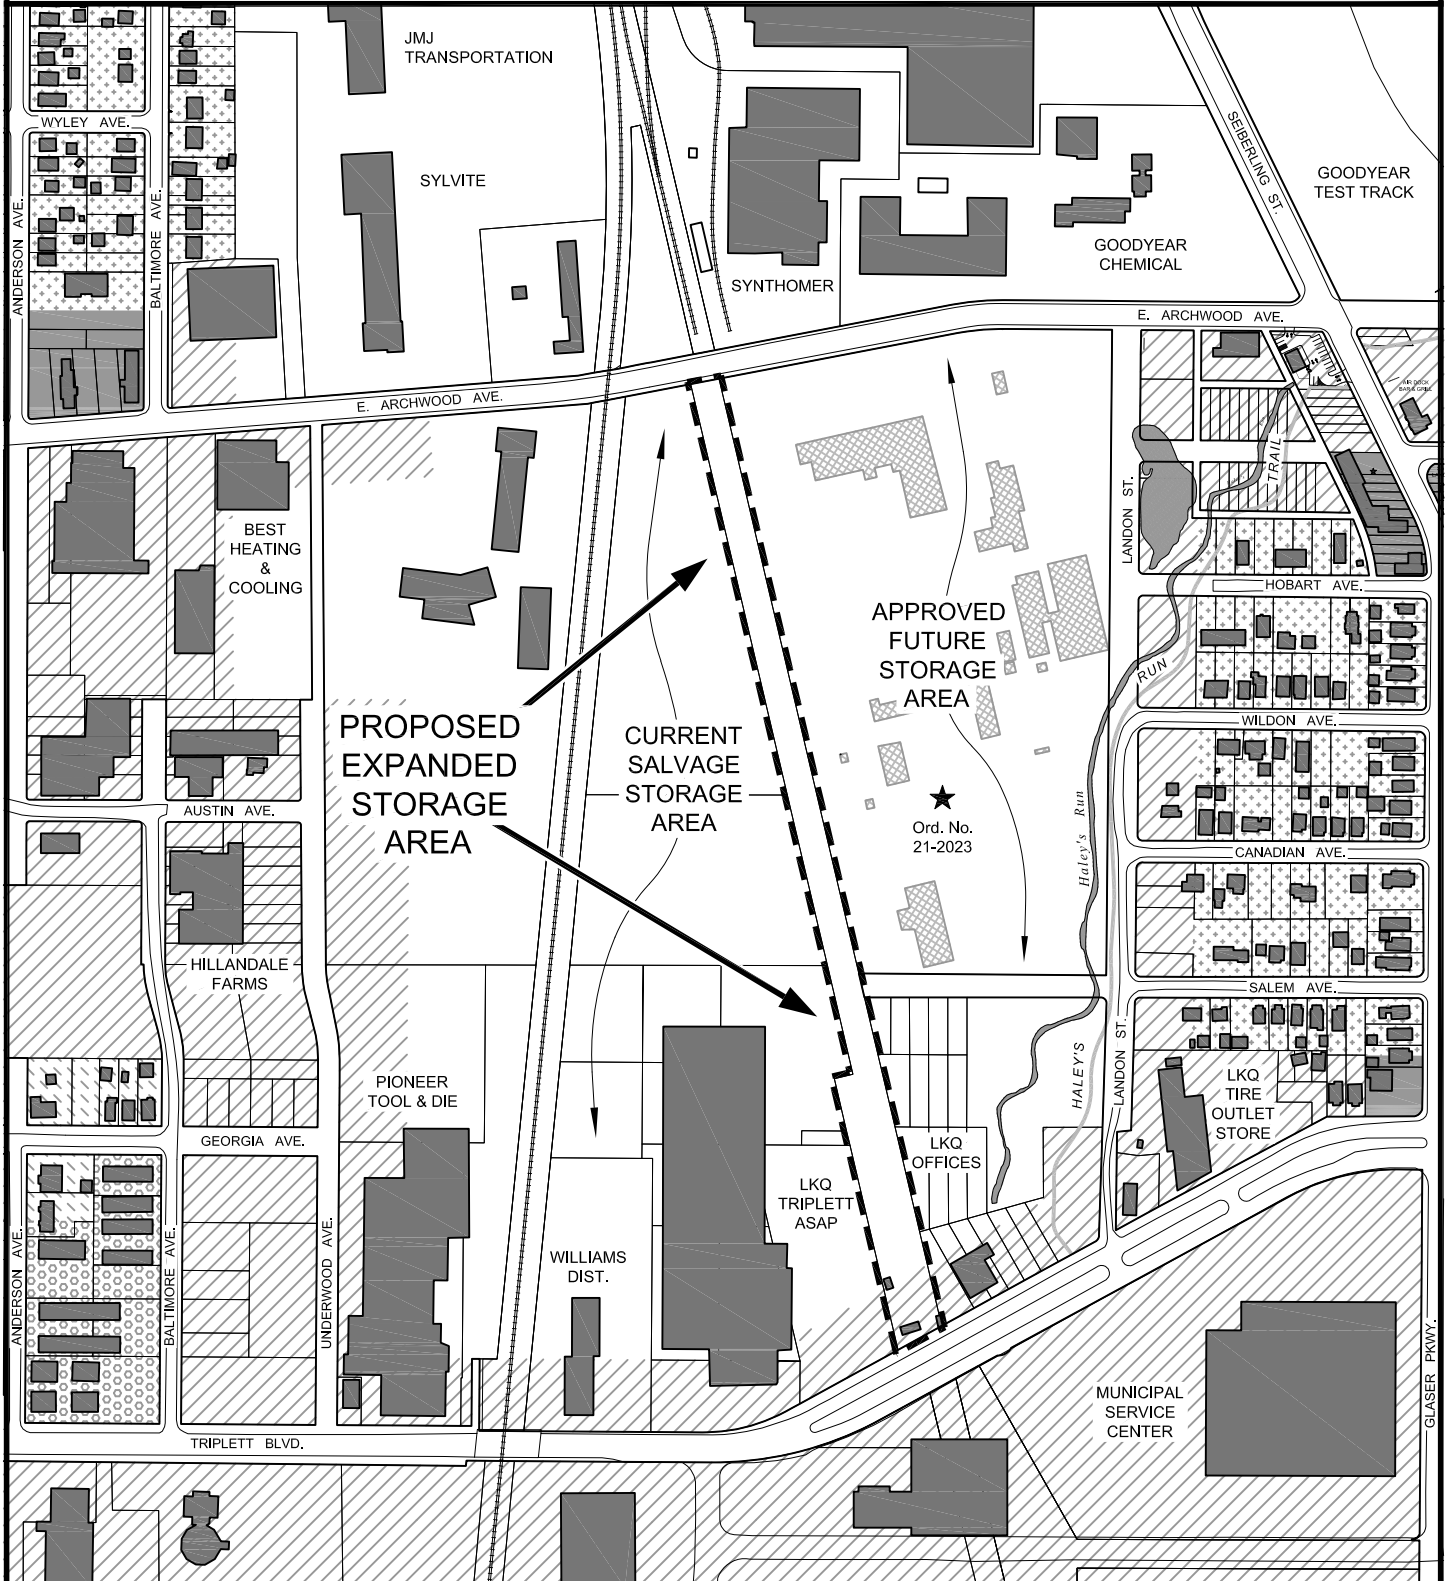 JMJ
TRANSPORTATION
WYLEY AVE.
SYLVITE
SEIBERLING ST.
GOODYEAR
TEST TRACK
ANDERSON AVE.
BALTIMORE AVE.
GOODYEAR
CHEMICAL
SYNTHOMER
E. ARCHWOOD AVE.
E. ARCHWOOD AVE.
AIR DOCK
BAR & GRILL
TRAIL
LANDON ST.
BEST
HEATING
&
COOLING
HOBART AVE.
APPROVED
FUTURE
STORAGE
AREA
RUN
WILDON AVE.
PROPOSED
EXPANDED
STORAGE
AREA
CURRENT
SALVAGE
STORAGE
AREA
AUSTIN AVE.
Ord. No.
21-2023
Haley's Run
CANADIAN AVE.
HILLANDALE
FARMS
SALEM AVE.
LANDON ST.
HALEY'S
PIONEER
TOOL & DIE
LKQ
TIRE
OUTLET
STORE
GEORGIA AVE.
LKQ
OFFICES
LKQ
TRIPLETT
ASAP
ANDERSON AVE.
BALTIMORE AVE.
UNDERWOOD AVE.
WILLIAMS
DIST.
GLASER PKWY.
MUNICIPAL
SERVICE
CENTER
TRIPLETT BLVD.